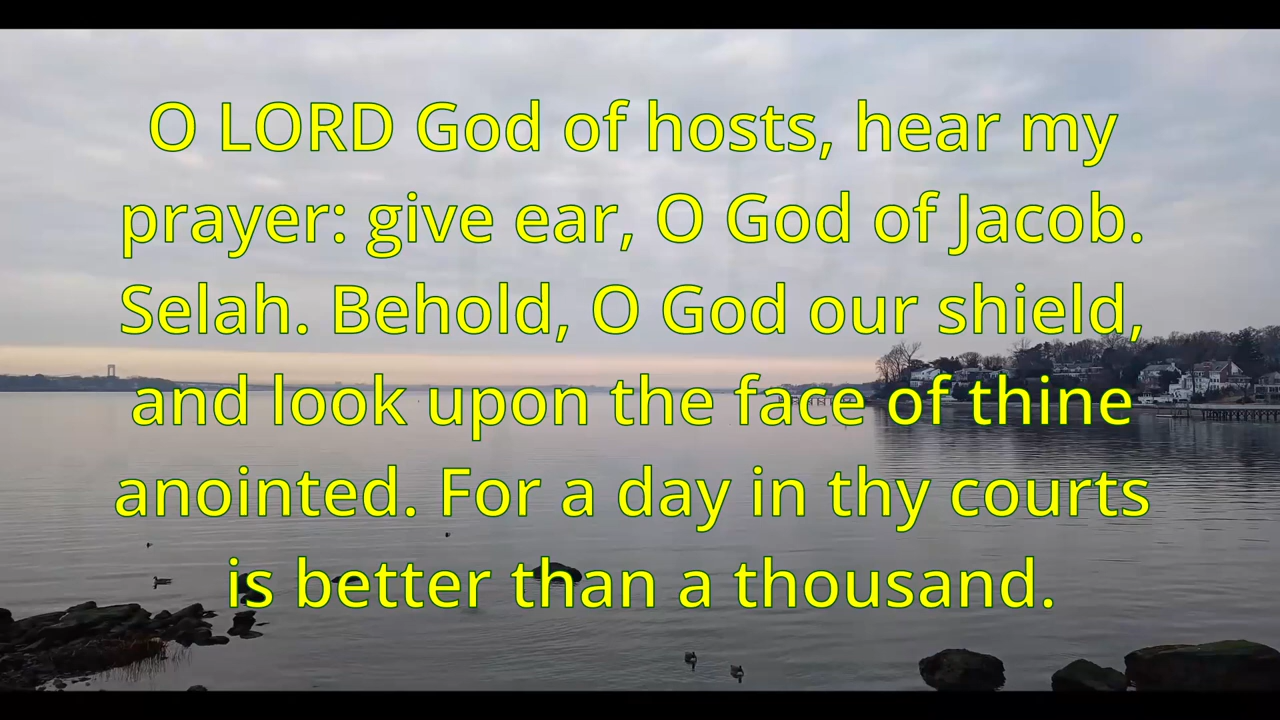 O LORD God of hosts, hear my
prayer: give ear, O God of Jacob.
Selah. Behold, O God our shield,
and look upon the face of thine
anointed. For a day in thy courts
is better than a thousand.